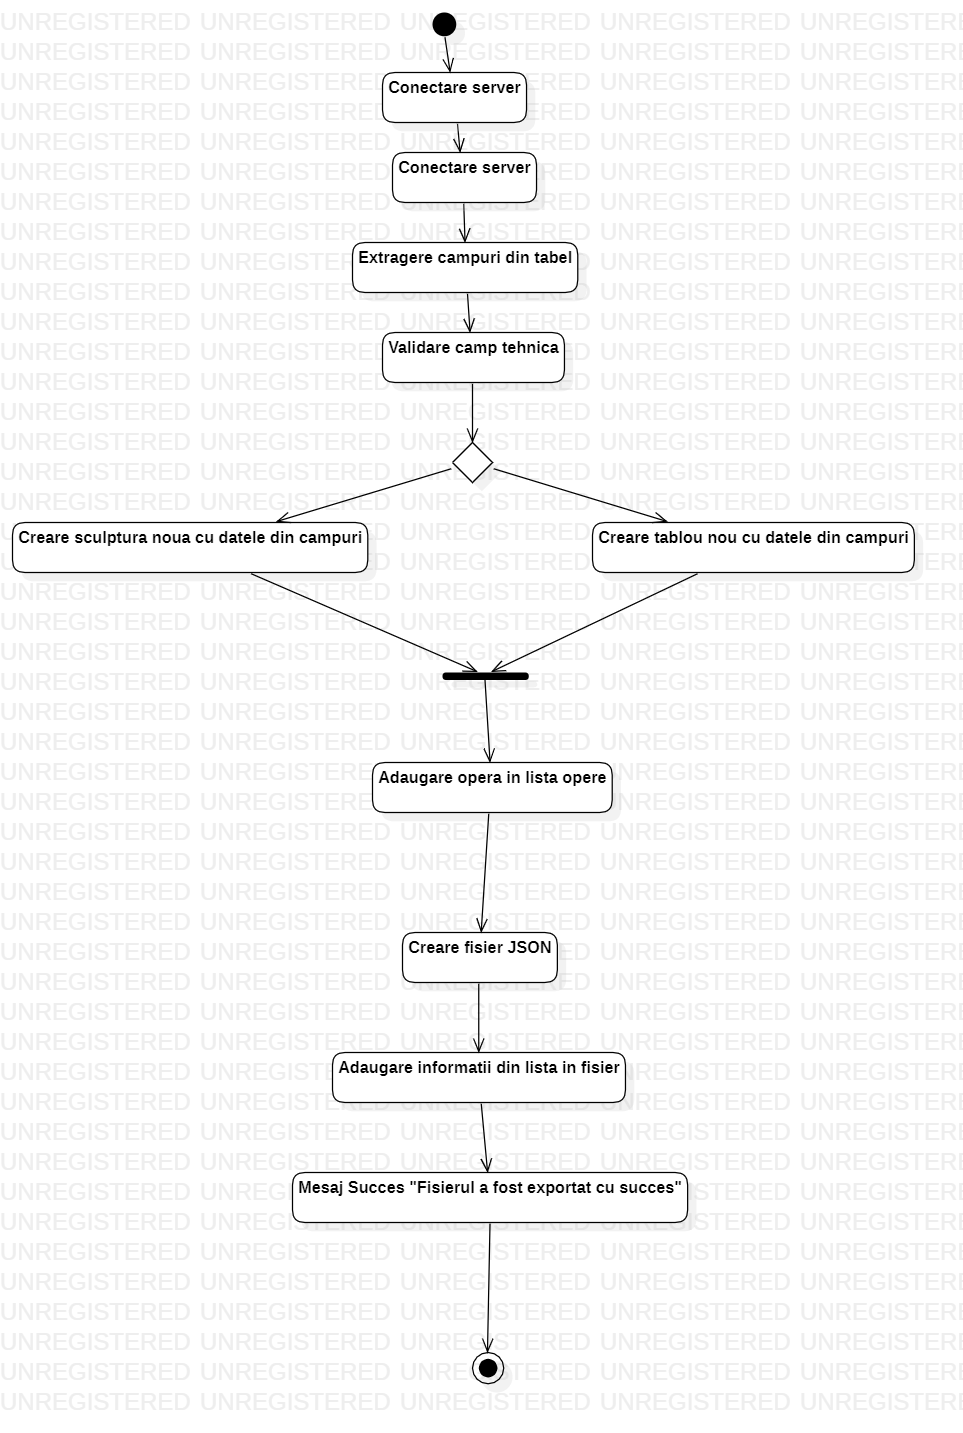 Conectare server
Conectare server
Extragere campuri din tabel
Validare camp tehnica
Creare sculptura noua cu datele din campuri
Creare tablou nou cu datele din campuri
Adaugare opera in lista opere
Creare fisier JSON
Adaugare informatii din lista in fisier
Mesaj Succes "Fisierul a fost exportat cu succes"
UNREGISTERED